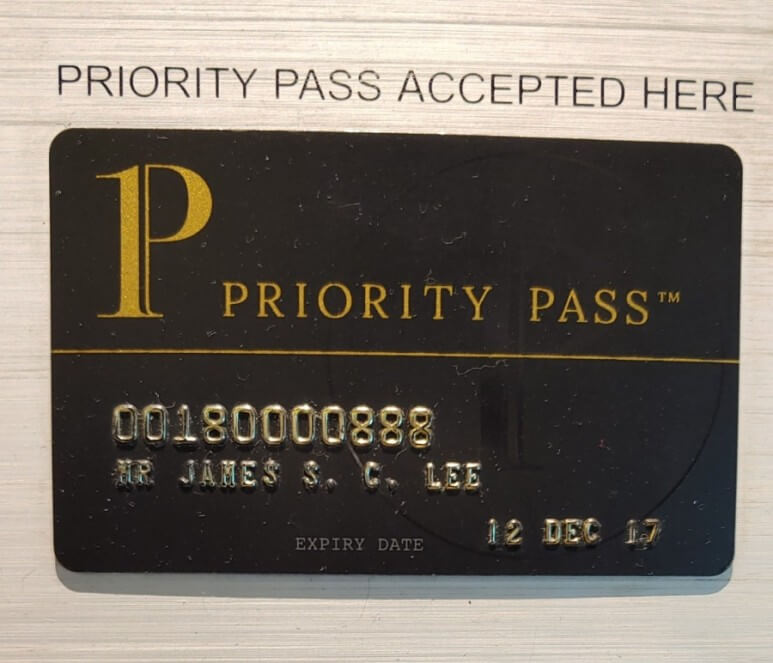 PRIORITY PASS ACCEPTED HERE
P
PRIORITY PASS™
00180000888
MR JAMES S. C. LEE
EXPIRY DATE 12 DEC 17